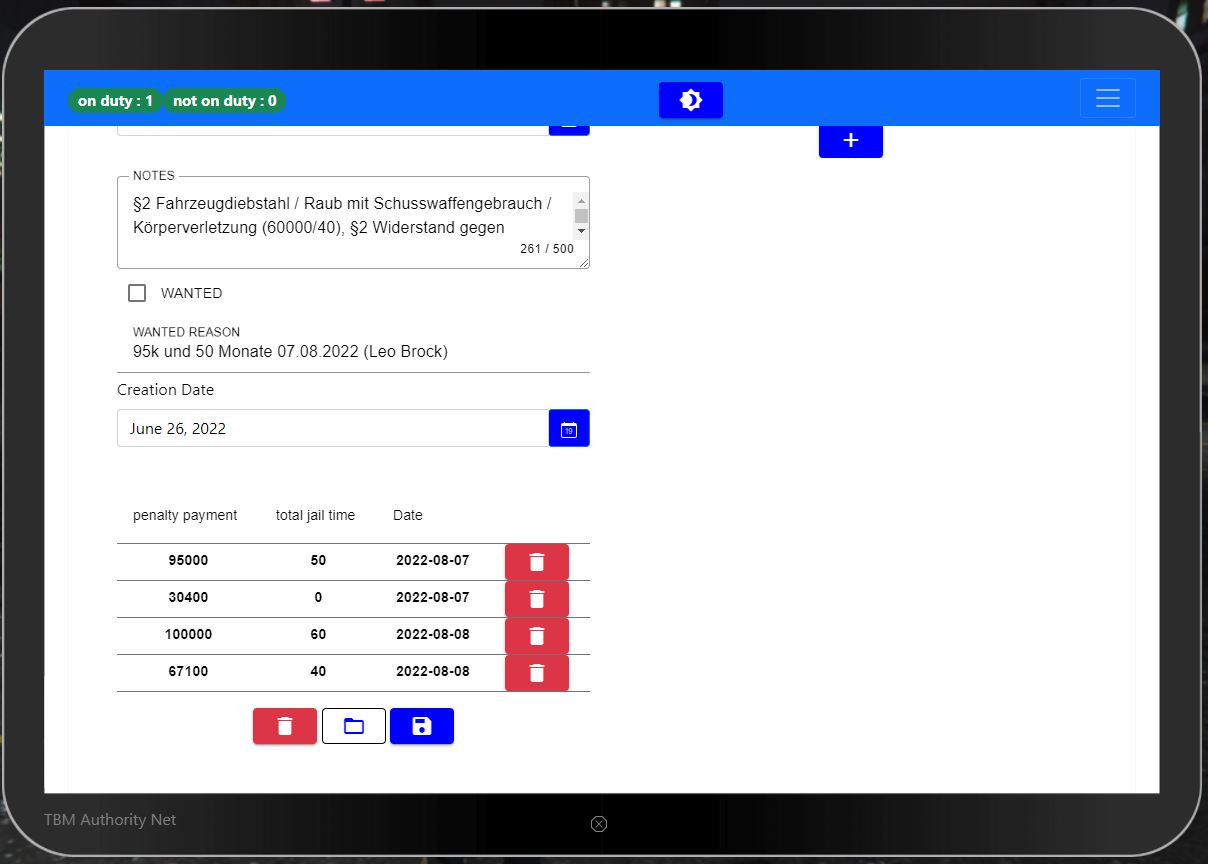 on duty : 1 not on duty : 0
+
NOTES
§2 Fahrzeugdiebstahl / Raub mit Schusswaffengebrauch /
Körperverletzung (60000/40), §2 Widerstand gegen
261 / 500
WANTED
WANTED REASON
95k und 50 Monate 07.08.2022 (Leo Brock)
Creation Date
June 26, 2022
19
penalty payment total jail time Date
95000 50 2022-08-07
30400 0 2022-08-07
100000 60 2022-08-08
67100 40 2022-08-08
TBM Authority Net